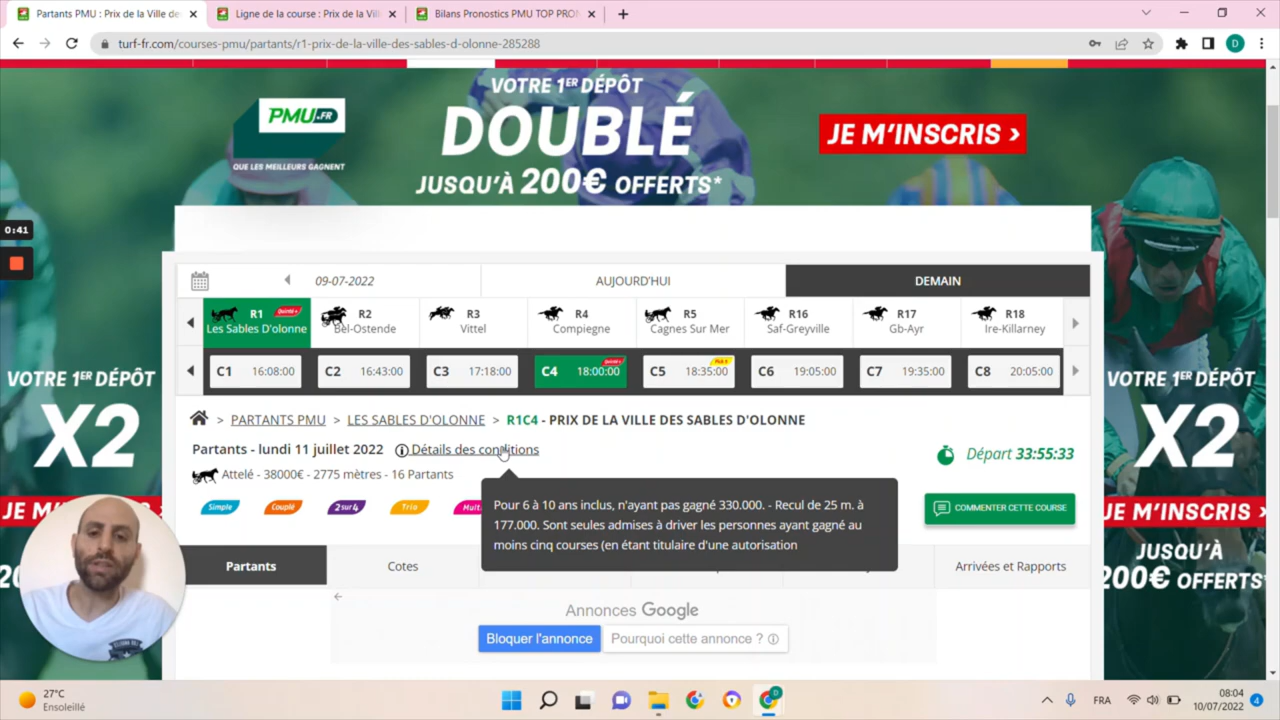 Partants PMU : Prix de la Ville de
Ligne de la course : Prix de la Vil
Bilans Pronostics PMU TOP PRON
turf-fr.com/courses-pmu/partants/r1-prix-de-la-ville-des-sables-d-olonne-285288
D
VOTRE 1ER DÉPÔT
DOUBLÉ
JUSQU'À 200€ OFFERTS*
PMU.FR
QUE LES MEILLEURS GAGNENT
JE M'INSCRIS >
0:41
09-07-2022
AUJOURD'HUI
DEMAIN
R1 Quinté+
Les Sables D'olonne
R2
Bel-Ostende
R3
Vittel
R4
Compiegne
R5
Cagnes Sur Mer
R16
Saf-Greyville
R17
Gb-Ayr
R18
Ire-Killarney
C1 16:08:00
C2 16:43:00
C3 17:18:00
C4 18:00:00 Quinté+
C5 18:35:00
C6 19:05:00
C7 19:35:00
C8 20:05:00
> PARTANTS PMU > LES SABLES D'OLONNE > R1C4 - PRIX DE LA VILLE DES SABLES D'OLONNE
Partants - lundi 11 juillet 2022 Détails des conditions
Départ 33:55:33
Attelé - 38000€ - 2775 mètres - 16 Partants
Simple
Couplé
2sur4
Trio
Multi
Pour 6 à 10 ans inclus, n'ayant pas gagné 330.000. - Recul de 25 m. à
177.000. Sont seules admises à driver les personnes ayant gagné au
moins cinq courses (en étant titulaire d'une autorisation
COMMENTER CETTE COURSE
Partants
Cotes
Arrivées et Rapports
Annonces Google
Bloquer l'annonce
Pourquoi cette annonce ?
VOTRE 1ER DÉPÔT
X2
JE M
20
VOTRE 1ER DÉPÔT
X2
JE M'INSCRIS >
JUSQU'À
200€ OFFERTS*
27°C
Ensoleillé
FRA
08:04
10/07/2022
4